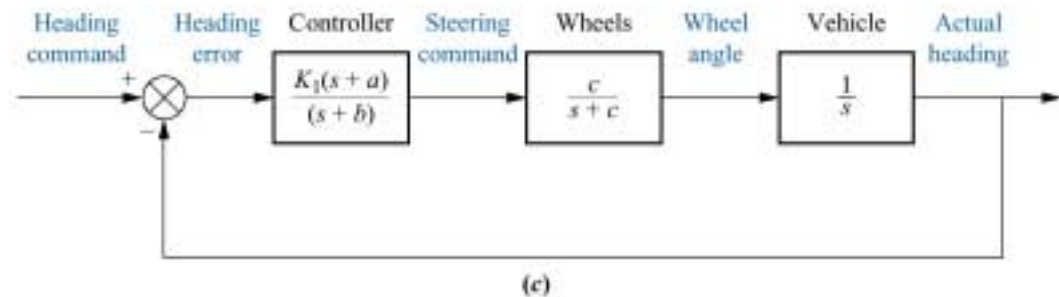 Heading
command
Heading
error
Controller
Steering
command
Wheels
Wheel
angle
Vehicle
Actual
heading
+
−
K₁(s + a)
(s + b)
c
s + c
1
s
(c)